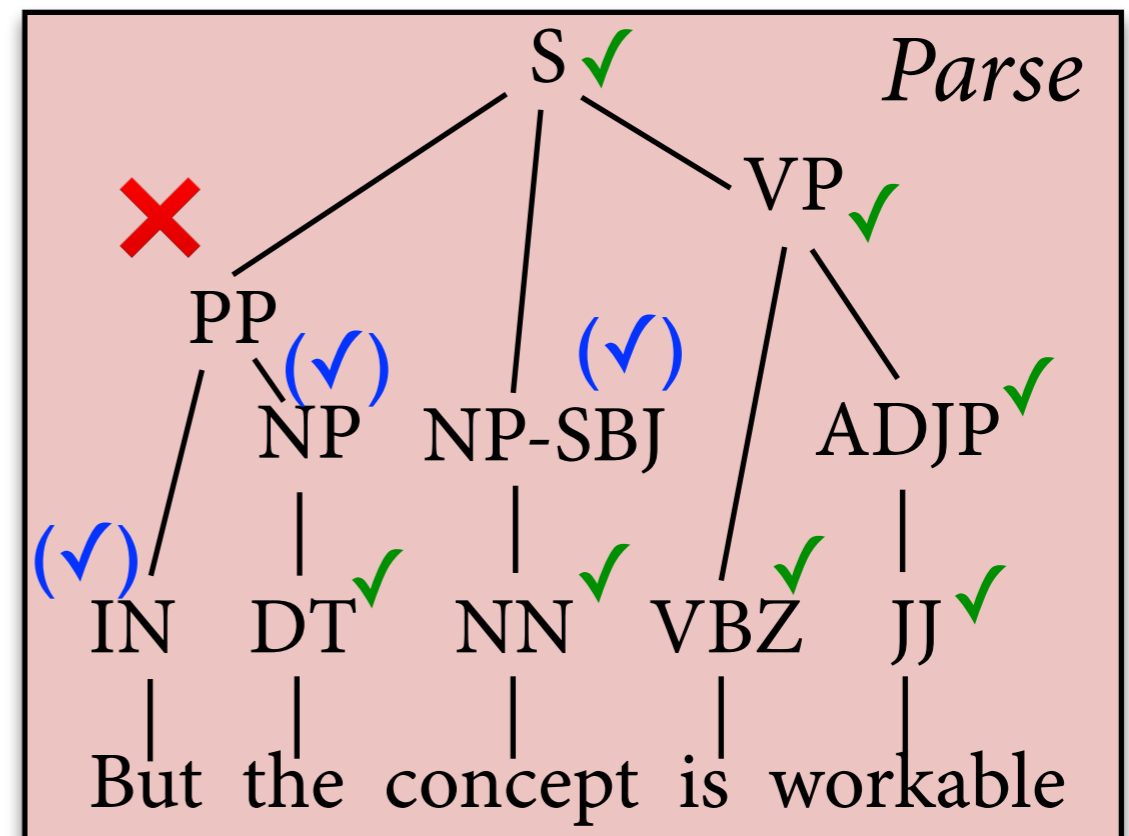 S ✓ Parse
VP ✓
✗
PP
(✓) (✓)
NP NP-SBJ ADJP ✓
(✓) ✓ ✓ ✓ ✓
IN DT NN VBZ JJ
But the concept is workable